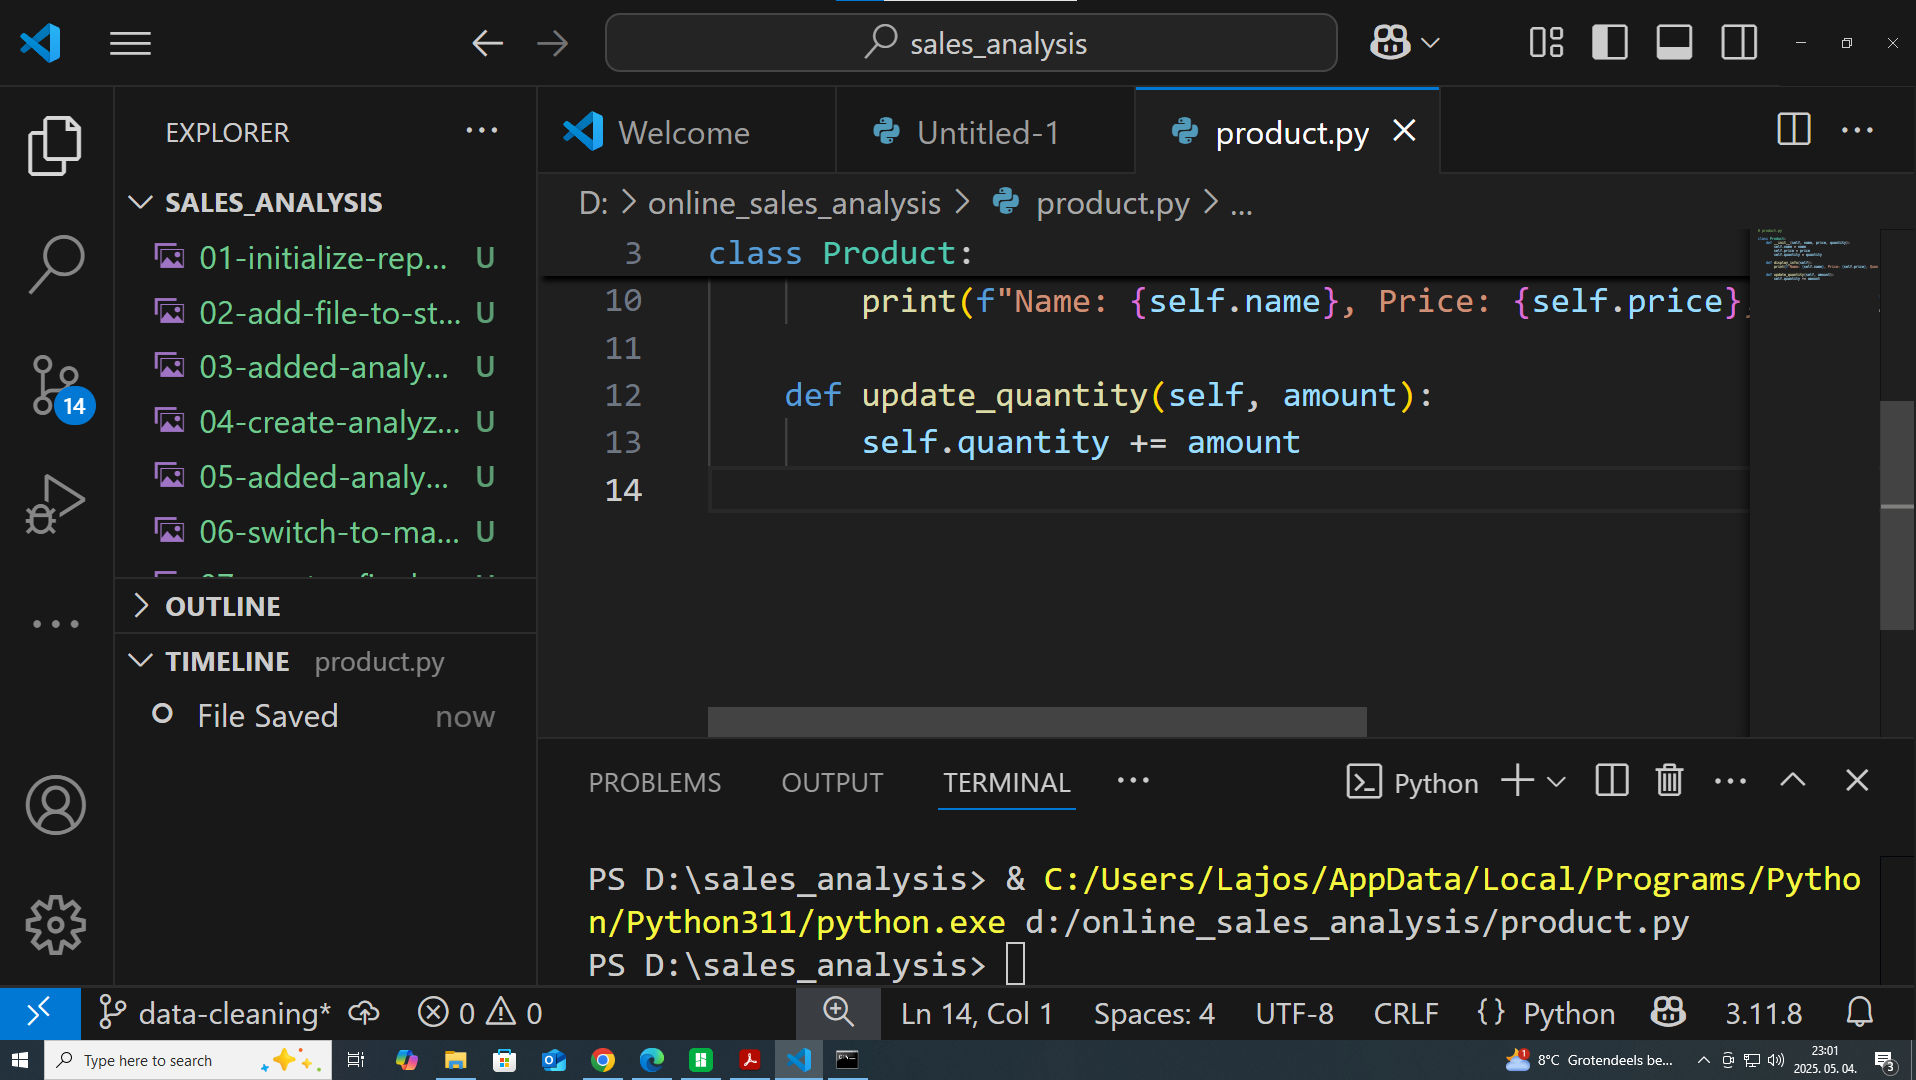 sales_analysis
EXPLORER
SALES_ANALYSIS
01-initialize-rep... U
02-add-file-to-st... U
03-added-analy... U
04-create-analyz... U
05-added-analy... U
06-switch-to-ma... U
14
OUTLINE
TIMELINE product.py
File Saved now
Welcome
Untitled-1
product.py
D: > online_sales_analysis > product.py > ...
3 class Product:
10 print(f"Name: {self.name}, Price: {self.price},
11
12 def update_quantity(self, amount):
13 self.quantity += amount
14
PROBLEMS OUTPUT TERMINAL ... Python
PS D:\sales_analysis> & C:/Users/Lajos/AppData/Local/Programs/Pytho
n/Python311/python.exe d:/online_sales_analysis/product.py
PS D:\sales_analysis>
data-cleaning* 0 0 Ln 14, Col 1 Spaces: 4 UTF-8 CRLF {} Python 3.11.8
Type here to search
1 8°C Grotendeels be...
23:01
2025. 05. 04.
3